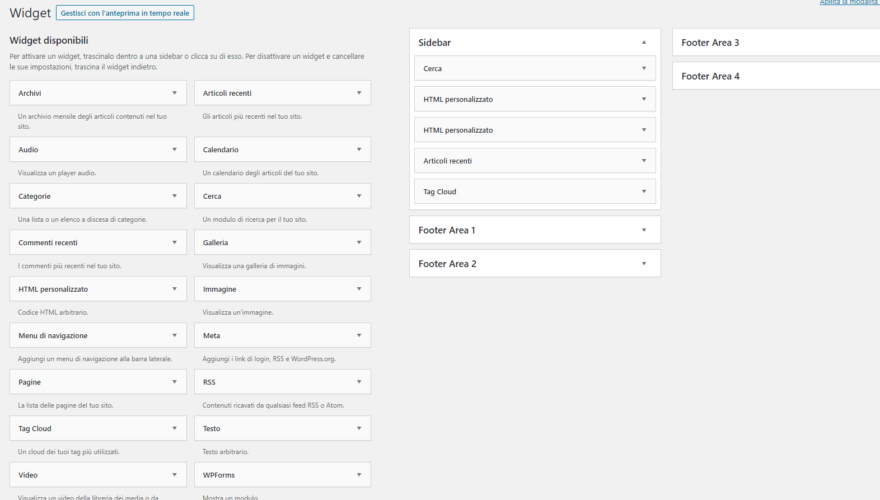 Abilita la modalità
Widget
Gestisci con l'anteprima in tempo reale
Widget disponibili
Per attivare un widget, trascinalo dentro a una sidebar o clicca su di esso. Per disattivare un widget e cancellare
le sue impostazioni, trascina il widget indietro.
Archivi
Un archivio mensile degli articoli contenuti nel tuo
sito.
Articoli recenti
Gli articoli più recenti nel tuo sito.
Audio
Visualizza un player audio.
Calendario
Un calendario degli articoli del tuo sito.
Categorie
Una lista o un elenco a discesa di categorie.
Cerca
Un modulo di ricerca per il tuo sito.
Commenti recenti
I commenti più recenti nel tuo sito.
Galleria
Visualizza una galleria di immagini.
HTML personalizzato
Codice HTML arbitrario.
Immagine
Visualizza un'immagine.
Menu di navigazione
Aggiungi un menu di navigazione alla barra laterale.
Meta
Aggiungi i link di login, RSS e WordPress.org.
Pagine
La lista delle pagine del tuo sito.
RSS
Contenuti ricavati da qualsiasi feed RSS o Atom.
Tag Cloud
Un cloud dei tuoi tag più utilizzati.
Testo
Testo arbitrario.
Video
Visualizza un video della libreria dei media o da
WPForms
Mostra un modulo.
Sidebar
Cerca
HTML personalizzato
HTML personalizzato
Articoli recenti
Tag Cloud
Footer Area 1
Footer Area 2
Footer Area 3
Footer Area 4